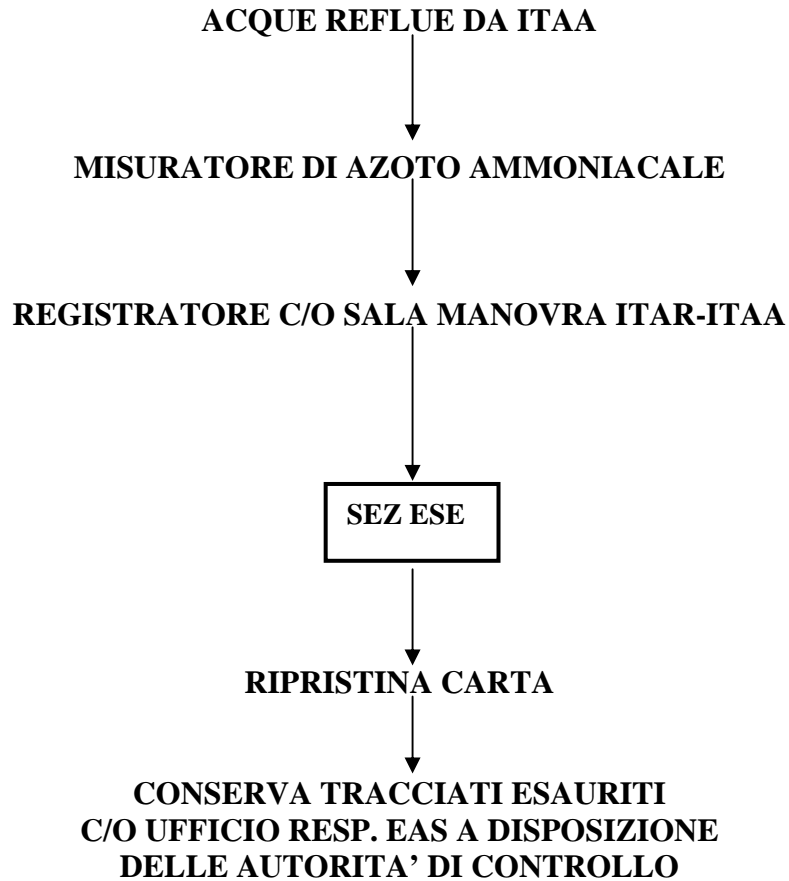 ACQUE REFLUE DA ITAA
MISURATORE DI AZOTO AMMONIACALE
REGISTRATORE C/O SALA MANOVRA ITAR-ITAA
SEZ ESE
RIPRISTINA CARTA
CONSERVA TRACCIATI ESAURITI
C/O UFFICIO RESP. EAS A DISPOSIZIONE
DELLE AUTORITA’ DI CONTROLLO